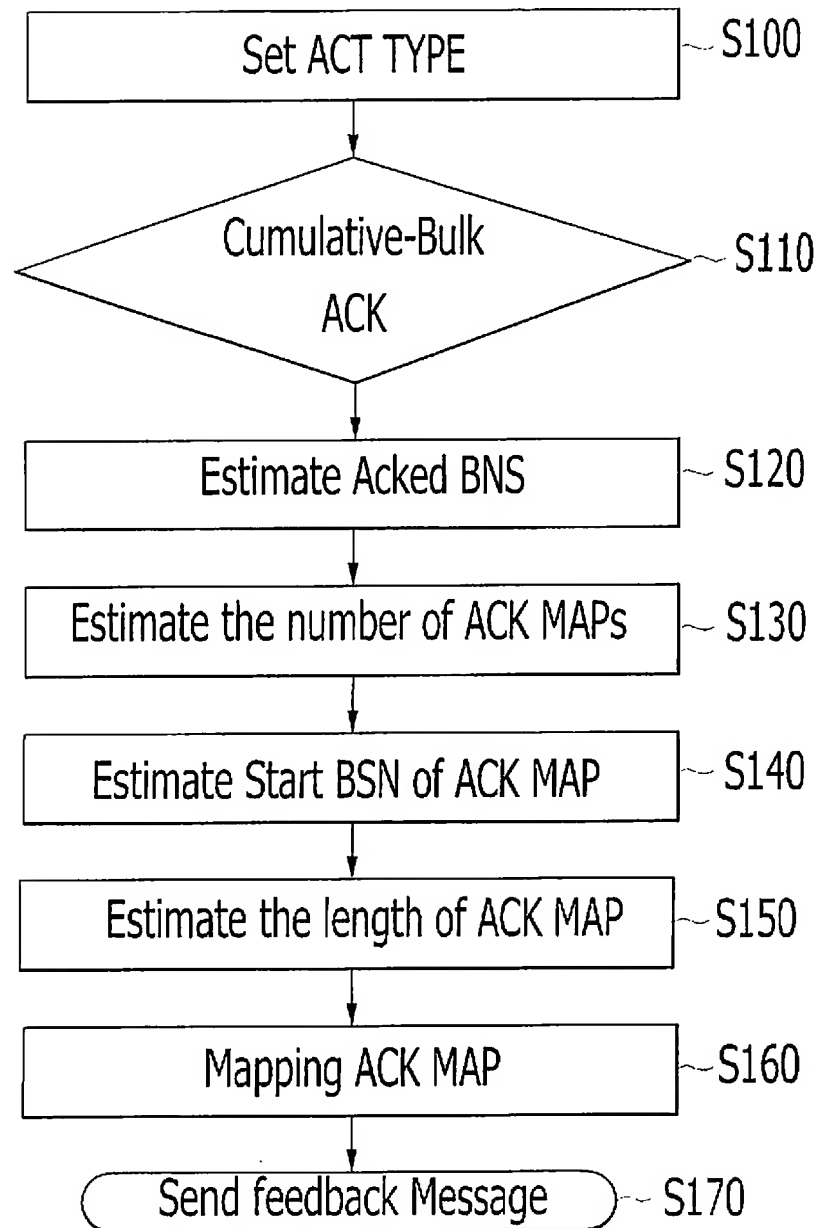 Set ACT TYPE
S100
Cumulative-Bulk
ACK
S110
Estimate Acked BNS
S120
Estimate the number of ACK MAPs
S130
Estimate Start BSN of ACK MAP
S140
Estimate the length of ACK MAP
S150
Mapping ACK MAP
S160
Send feedback Message
S170